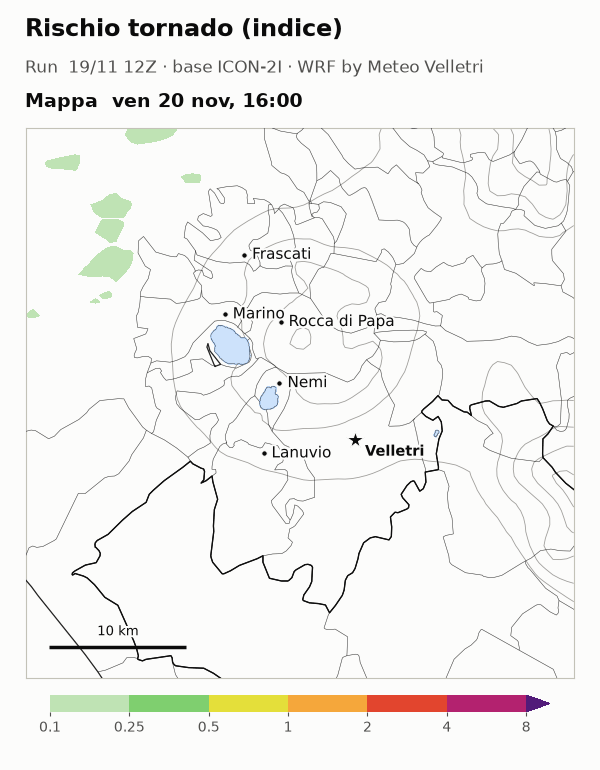 Rischio tornado (indice)
Run  19/11 12Z · base ICON-2I · WRF by Meteo Velletri
Mappa  ven 20 nov, 16:00
Frascati
Marino
Rocca di Papa
Nemi
Velletri
Lanuvio
10 km
0.1 0.25 0.5 1 2 4 8